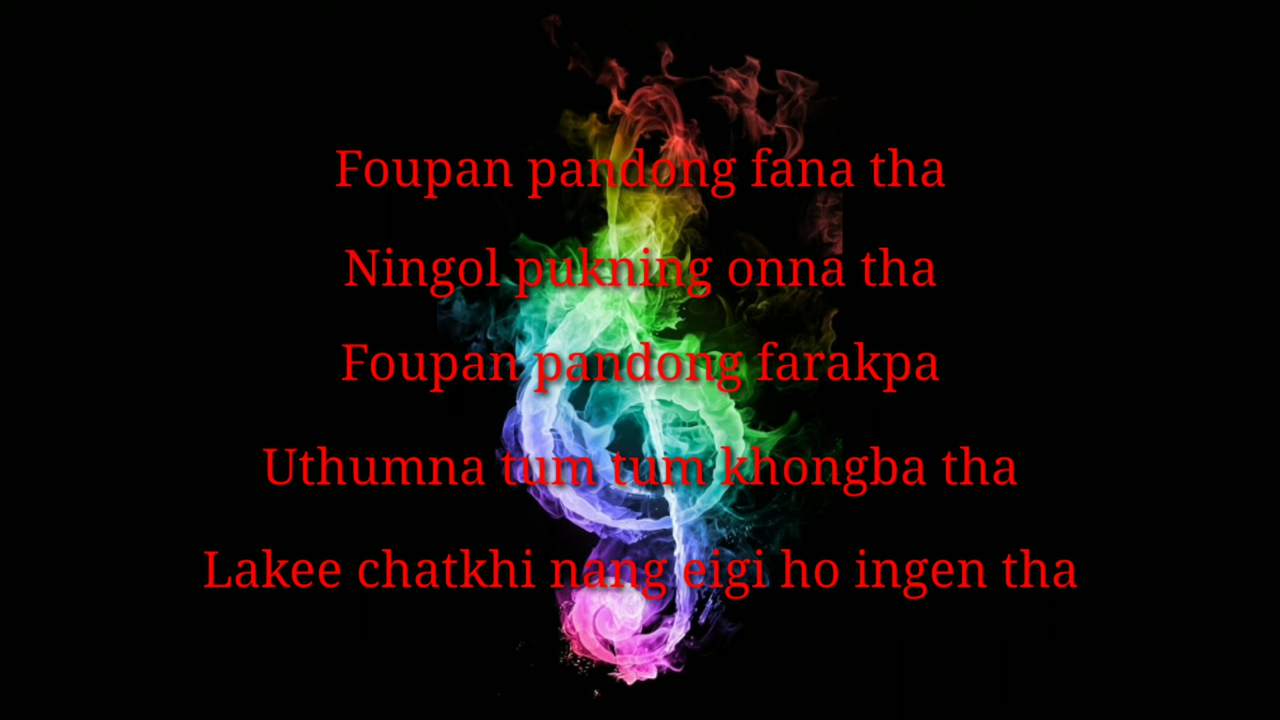 Foupan pandong fana tha
Ningol pukning onna tha
Foupan pandong farakpa
Uthumna tum tum khongba tha
Lakee chatkhi nang eigi ho ingen tha